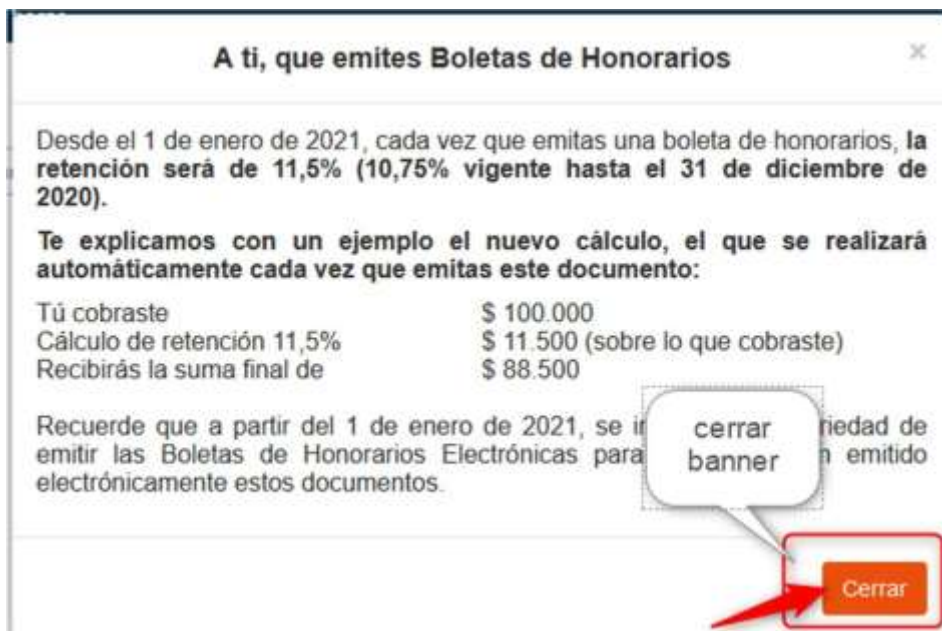 A ti, que emites Boletas de Honorarios
×
Desde el 1 de enero de 2021, cada vez que emitas una boleta de honorarios, la
retención será de 11,5% (10,75% vigente hasta el 31 de diciembre de
2020).
Te explicamos con un ejemplo el nuevo cálculo, el que se realizará
automáticamente cada vez que emitas este documento:
Tú cobraste $ 100.000
Cálculo de retención 11,5% $ 11.500 (sobre lo que cobraste)
Recibirás la suma final de $ 88.500
Recuerde que a partir del 1 de enero de 2021, se riedad de
emitir las Boletas de Honorarios Electrónicas para emitido
electrónicamente estos documentos.
cerrar
banner
Cerrar